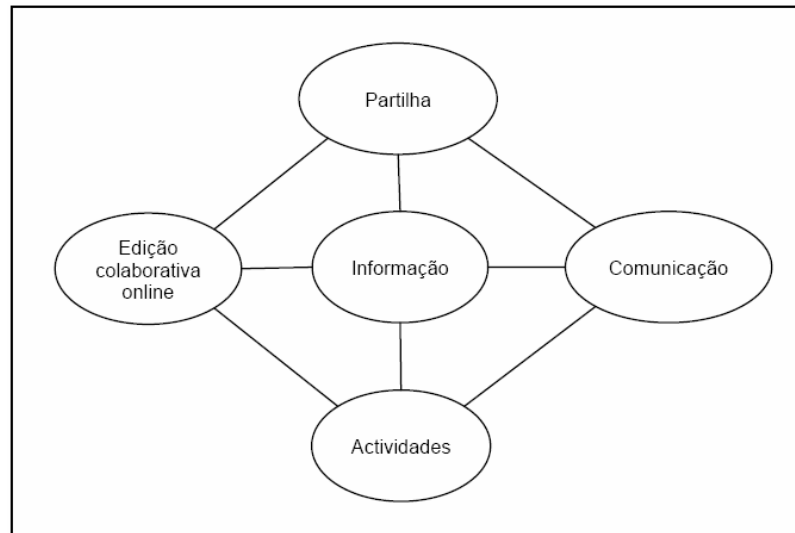 Partilha
Edição
colaborativa
online
Informação
Comunicação
Actividades